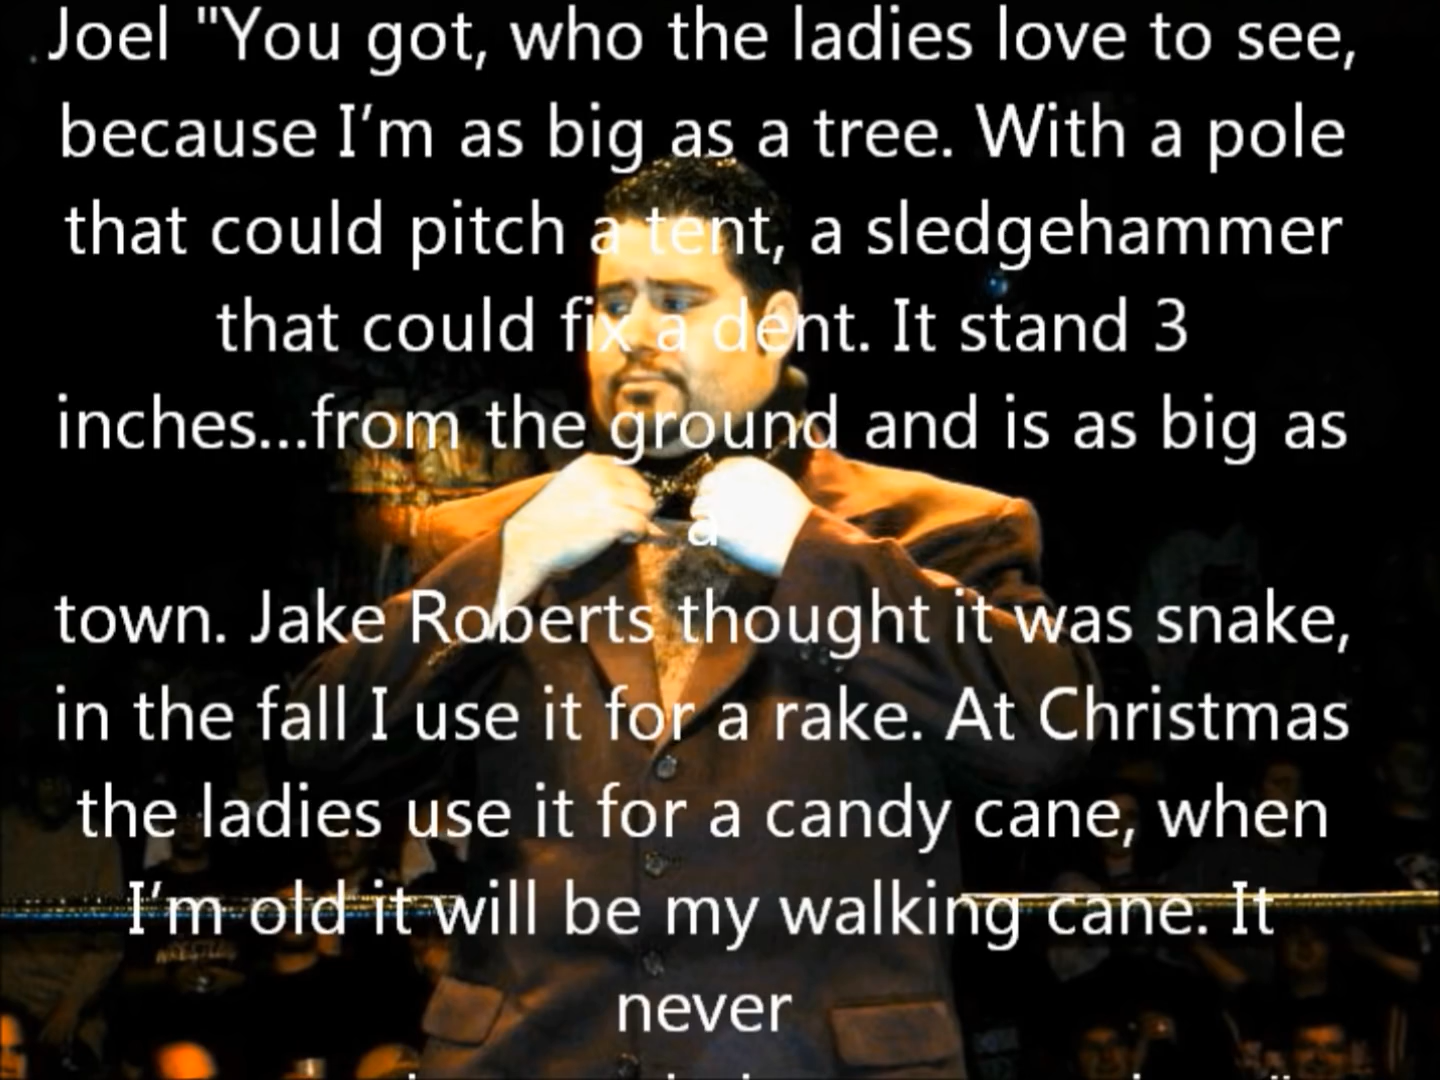 Joel "You got, who the ladies love to see,
because I'm as big as a tree. With a pole
that could pitch a tent, a sledgehammer
that could fix a dent. It stand 3
inches...from the ground and is as big as
a
town. Jake Roberts thought it was snake,
in the fall I use it for a rake. At Christmas
the ladies use it for a candy cane, when
I'm old it will be my walking cane. It
never